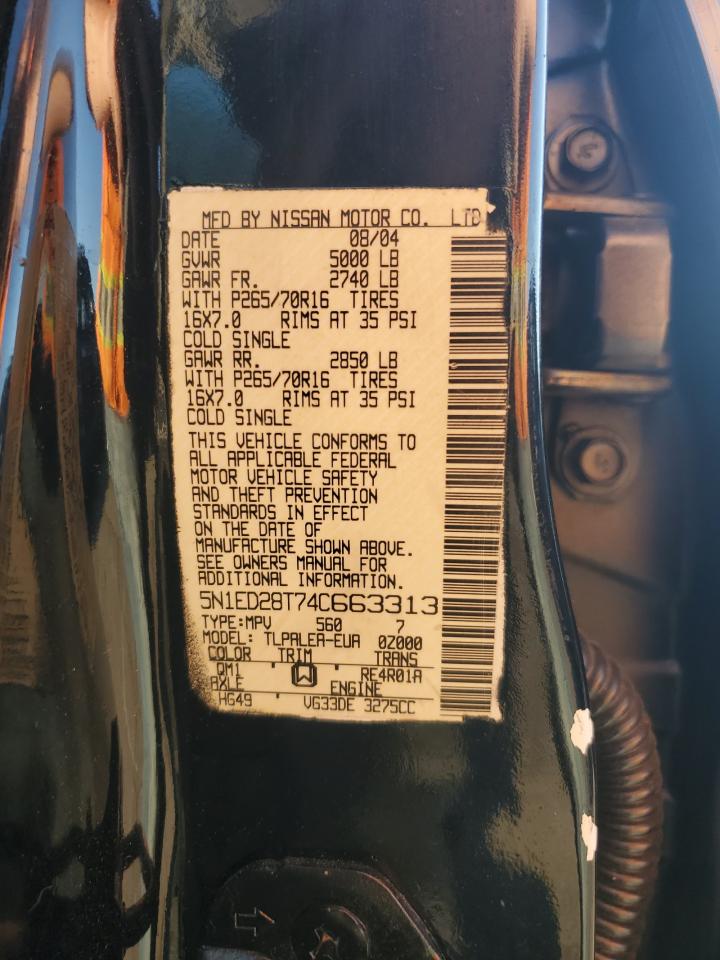 MFD BY NISSAN MOTOR CO. LTD
DATE 08/04
GVWR 5000 LB
GAWR FR. 2740 LB
WITH P265/70R16 TIRES
16X7.0 RIMS AT 35 PSI
COLD SINGLE
GAWR RR. 2850 LB
WITH P265/70R16 TIRES
16X7.0 RIMS AT 35 PSI
COLD SINGLE
THIS VEHICLE CONFORMS TO
ALL APPLICABLE FEDERAL
MOTOR VEHICLE SAFETY
AND THEFT PREVENTION
STANDARDS IN EFFECT
ON THE DATE OF
MANUFACTURE SHOWN ABOVE.
SEE OWNERS MANUAL FOR
ADDITIONAL INFORMATION.
5N1ED28T74C663313
TYPE:MPV 560 7
MODEL: TLPALEA-EUA 0Z000
COLOR TRIM TRANS
QM1 W RE4R01A
AXLE ENGINE
HG49 VG33DE 3275CC